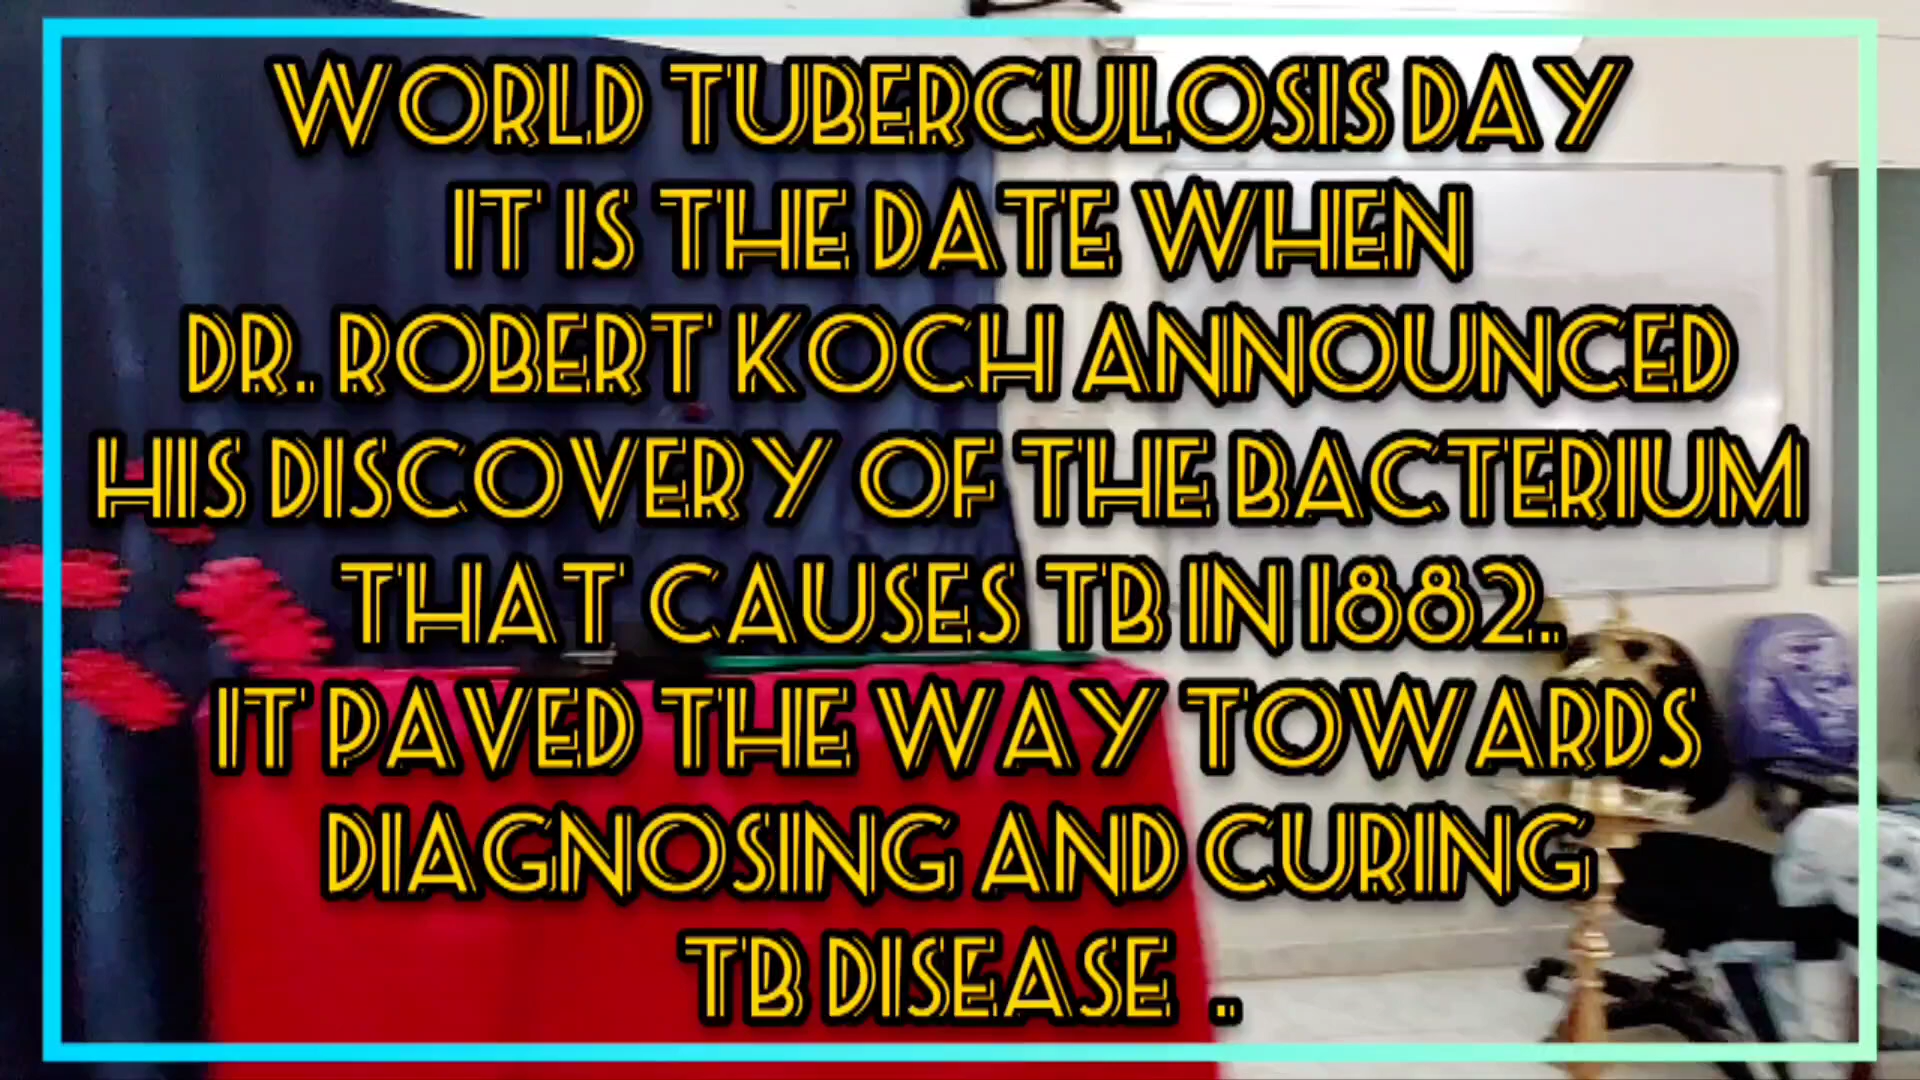 WORLD TUBERCULOSIS DAY
IT IS THE DATE WHEN
DR.. ROBERT KOCH ANNOUNCED
HIS DISCOVERY OF THE BACTERIUM
THAT CAUSES TB IN 1882..
IT PAVED THE WAY TOWARDS
DIAGNOSING AND CURING
TB DISEASE ..